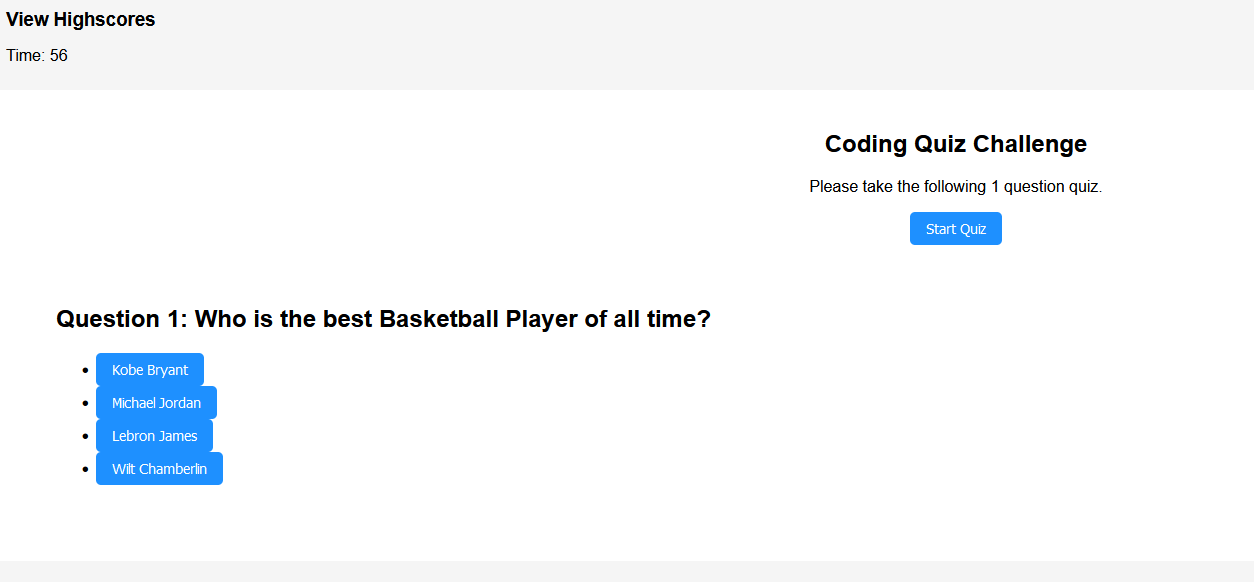 View Highscores
Time: 56
Coding Quiz Challenge
Please take the following 1 question quiz.
Start Quiz
Question 1: Who is the best Basketball Player of all time?
Kobe Bryant
Michael Jordan
Lebron James
Wilt Chamberlin